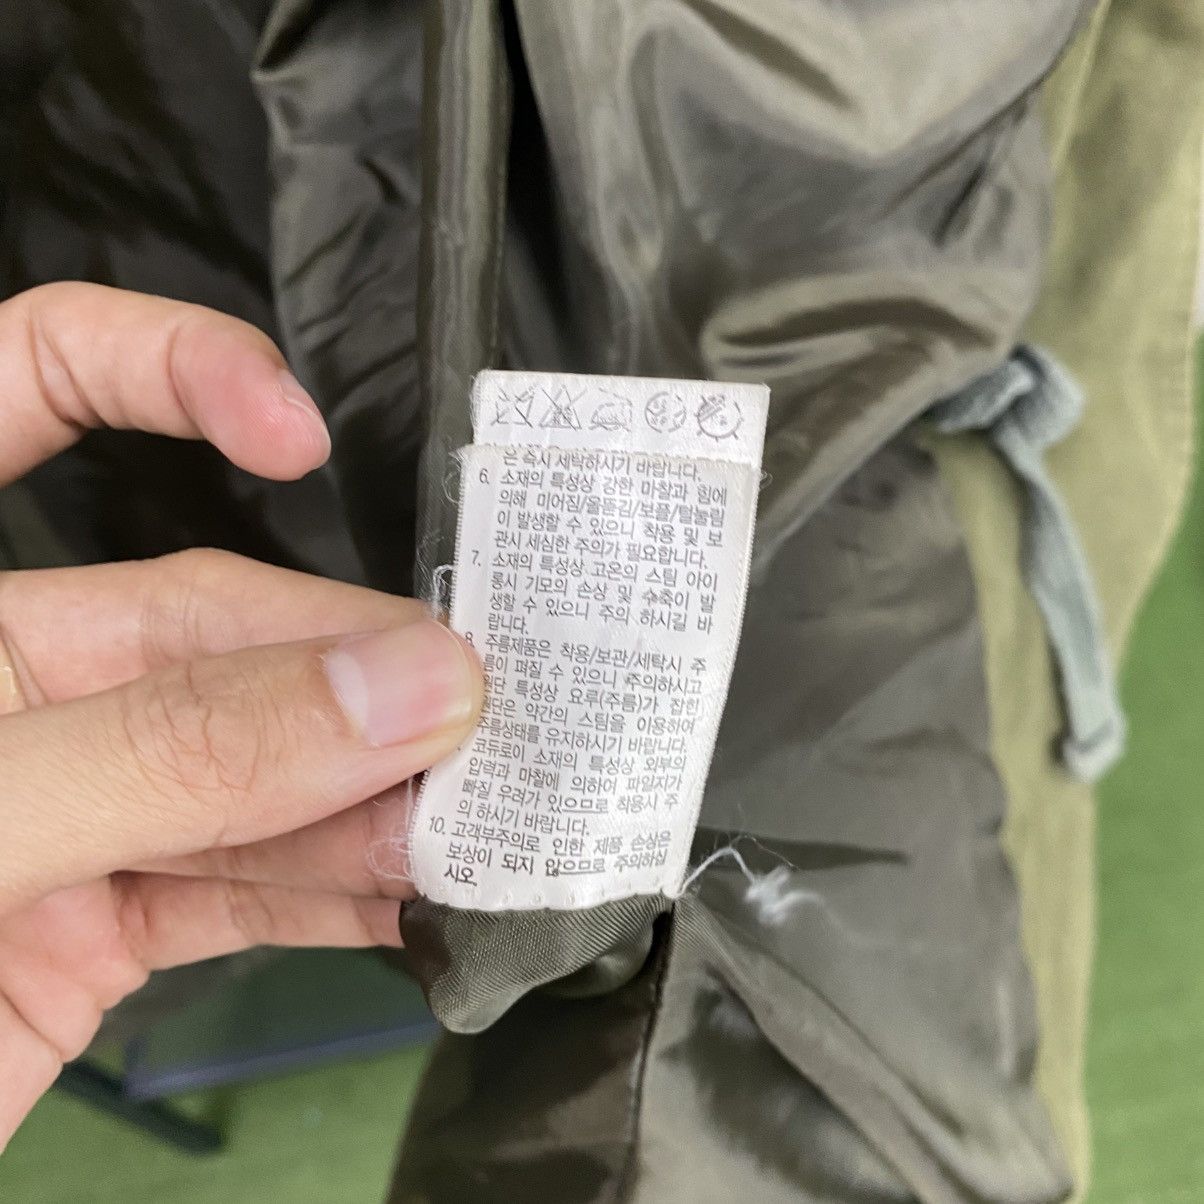 은 즉시 세탁하시기 바랍니다.
6. 소재의 특성상 강한 마찰과 힘에
의해 미어짐/올뜯김/보플/털눌림
이 발생할 수 있으니 착용 및 보
관시 세심한 주의가 필요합니다.
7. 소재의 특성상 고온의 스팀 아이
롱시 기모의 손상 및 수축이 발
생할 수 있으니 주의 하시길 바
랍니다.
8. 주름제품은 착용/보관/세탁시 주
름이 펴질 수 있으니 주의하시고
원단 특성상 요루(주름)가 잡힌
원단은 약간의 스팀을 이용하여
주름상태를 유지하시기 바랍니다.
코듀로이 소재의 특성상 외부의
압력과 마찰에 의하여 파일지가
빠질 우려가 있으므로 착용시 주
의 하시기 바랍니다.
10. 고객부주의로 인한 제품 손상은
보상이 되지 않으므로 주의하십
시오.